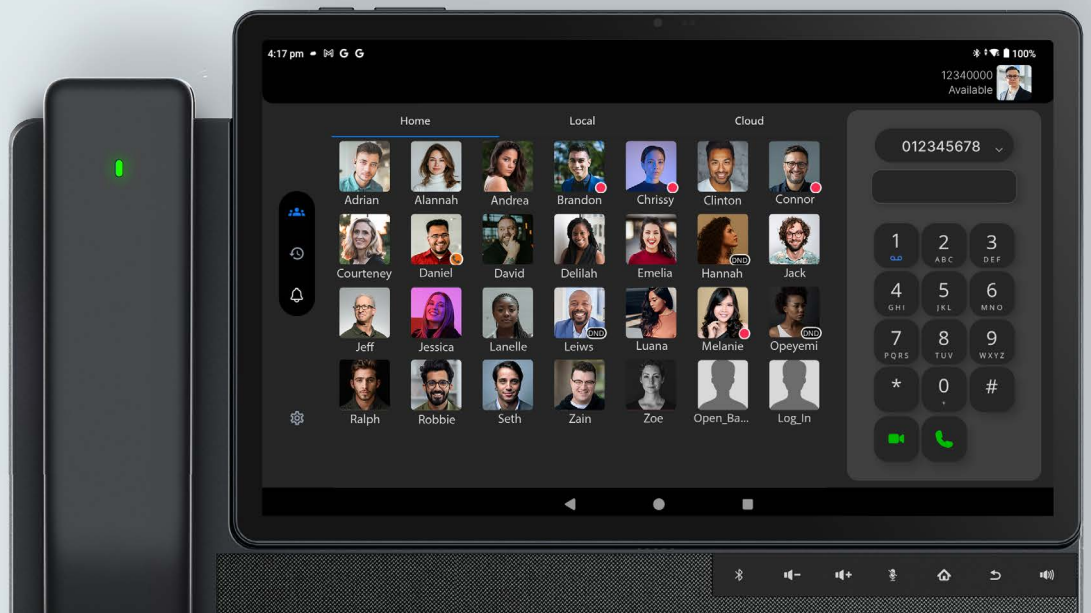 4:17 pm G G
100%
12340000
Available
Home Local Cloud
012345678
Adrian Alannah Andrea Brandon Chrissy Clinton Connor
DND
Courteney Daniel David Delilah Emelia Hannah Jack
DND DND
Jeff Jessica Lanelle Leiws Luana Melanie Opeyemi
Ralph Robbie Seth Zain Zoe Open_Ba... Log_In
1 2 3
ABC DEF
4 5 6
GHI JKL MNO
7 8 9
PQRS TUV WXYZ
* 0 #
+